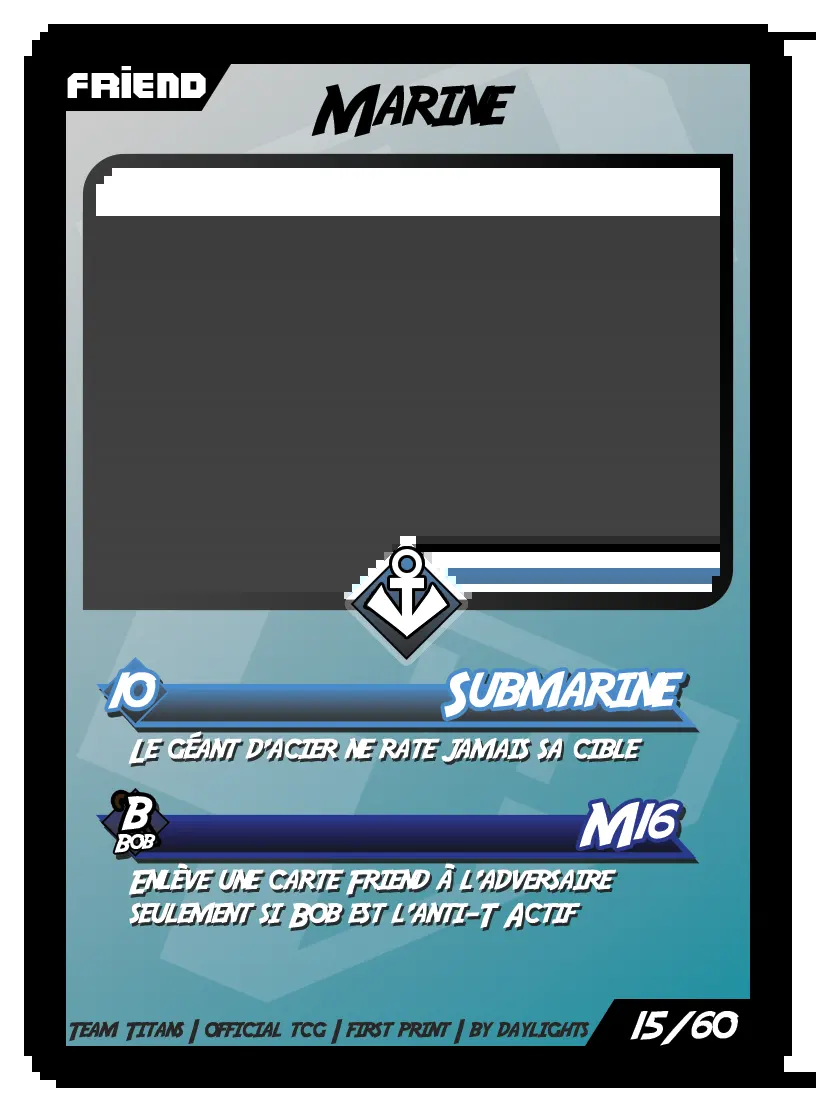 FRIEND
MARINE
10 SUBMARINE
LE GÉANT D'ACIER NE RATE JAMAIS SA CIBLE
B
BOB
M16
ENLÈVE UNE CARTE FRIEND À L'ADVERSAIRE
SEULEMENT SI BOB EST L'ANTI-T ACTIF
TEAM TITANS | OFFICIAL TCG | FIRST PRINT | BY DAYLIGHTS
15/60